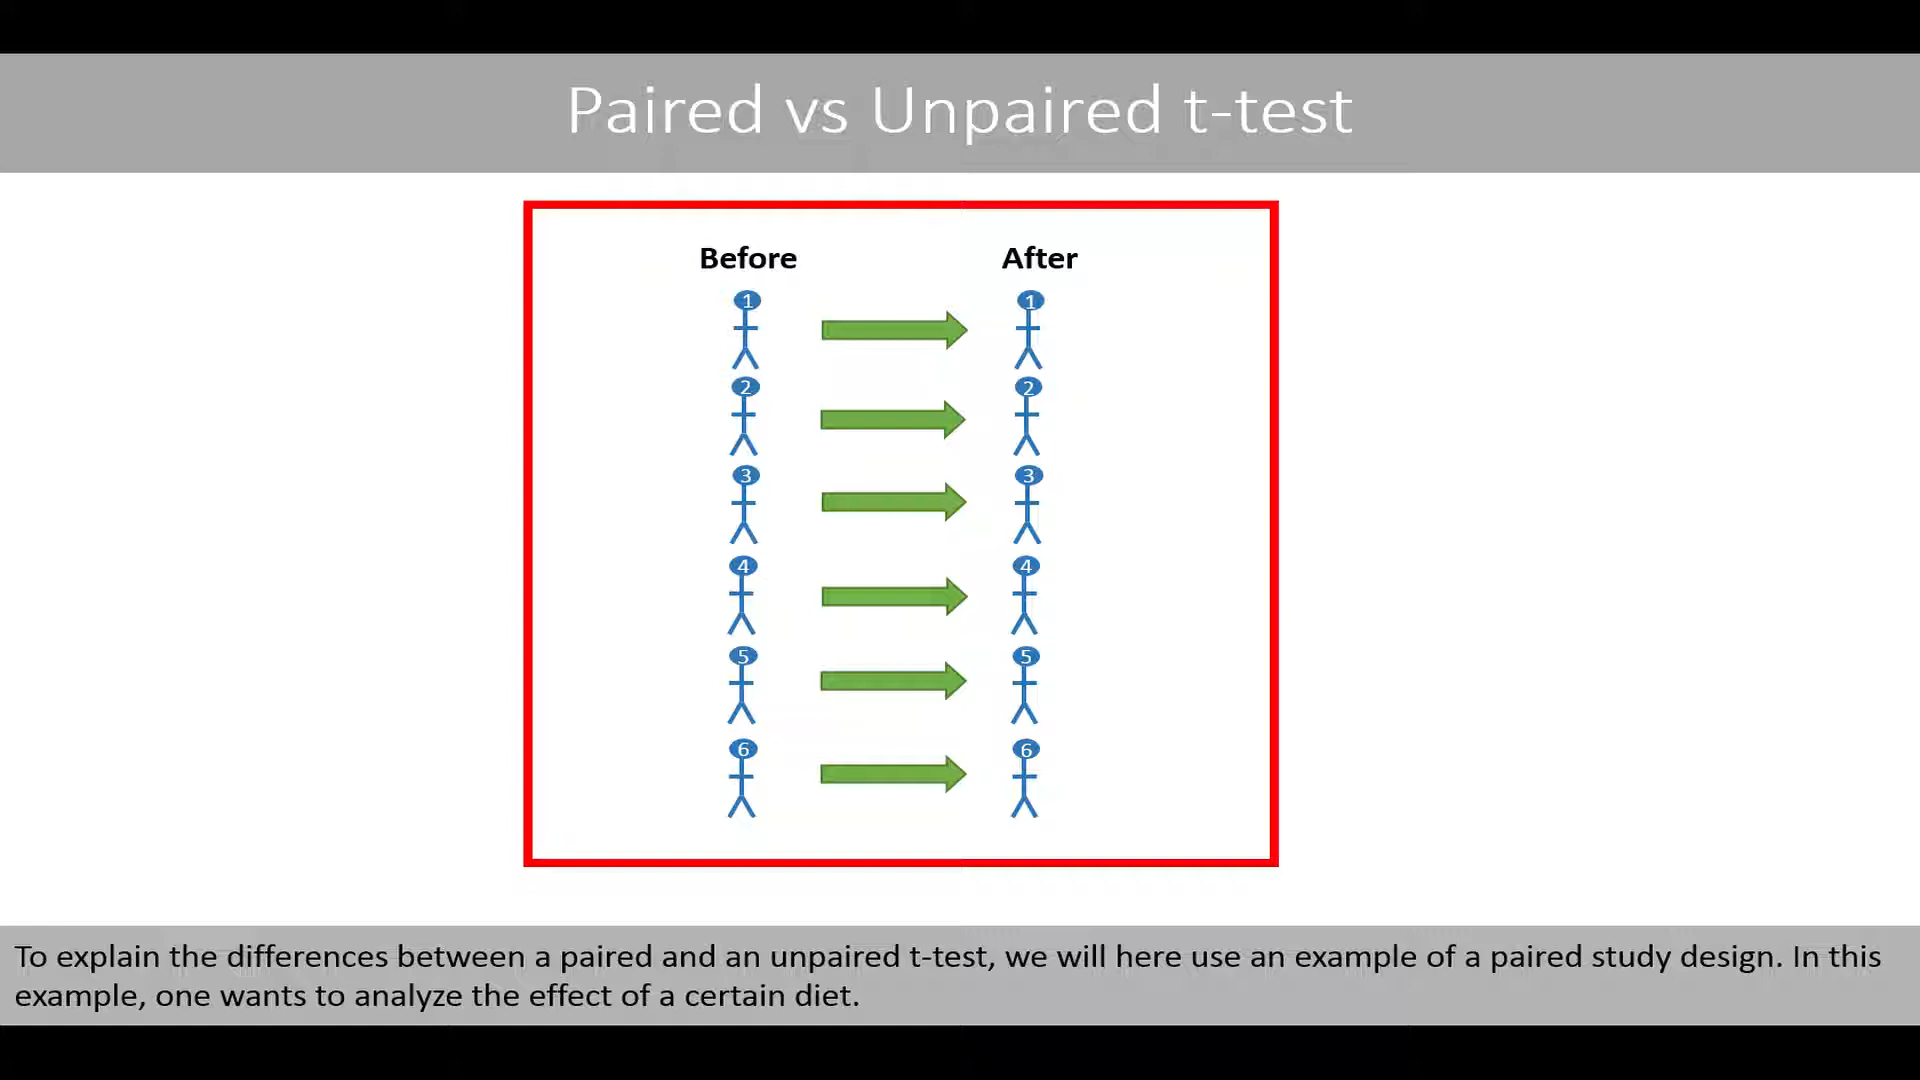 Paired vs Unpaired t-test
Before After
1 1
2 2
3 3
4 4
5 5
6 6
To explain the differences between a paired and an unpaired t-test, we will here use an example of a paired study design. In this
example, one wants to analyze the effect of a certain diet.